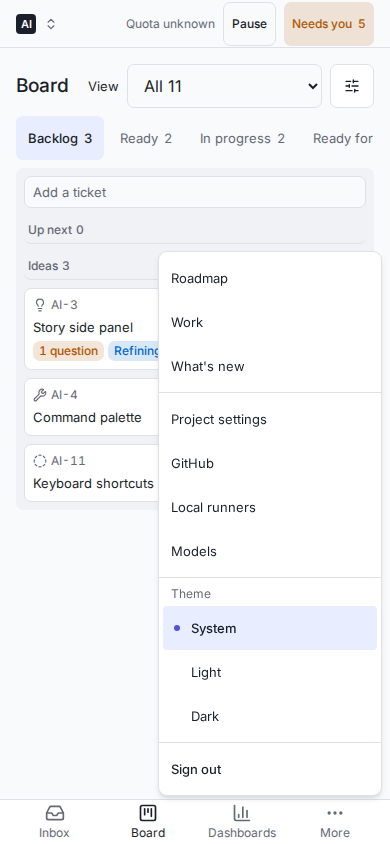 AI
Quota unknown
Pause
Needs you 5
Board
View
All 11
Backlog 3
Ready 2
In progress 2
Ready for
Add a ticket
Up next 0
Ideas 3
AI-3
Story side panel
1 question
Refining
AI-4
Command palette
AI-11
Keyboard shortcuts
Roadmap
Work
What's new
Project settings
GitHub
Local runners
Models
Theme
System
Light
Dark
Sign out
Inbox
Board
Dashboards
More